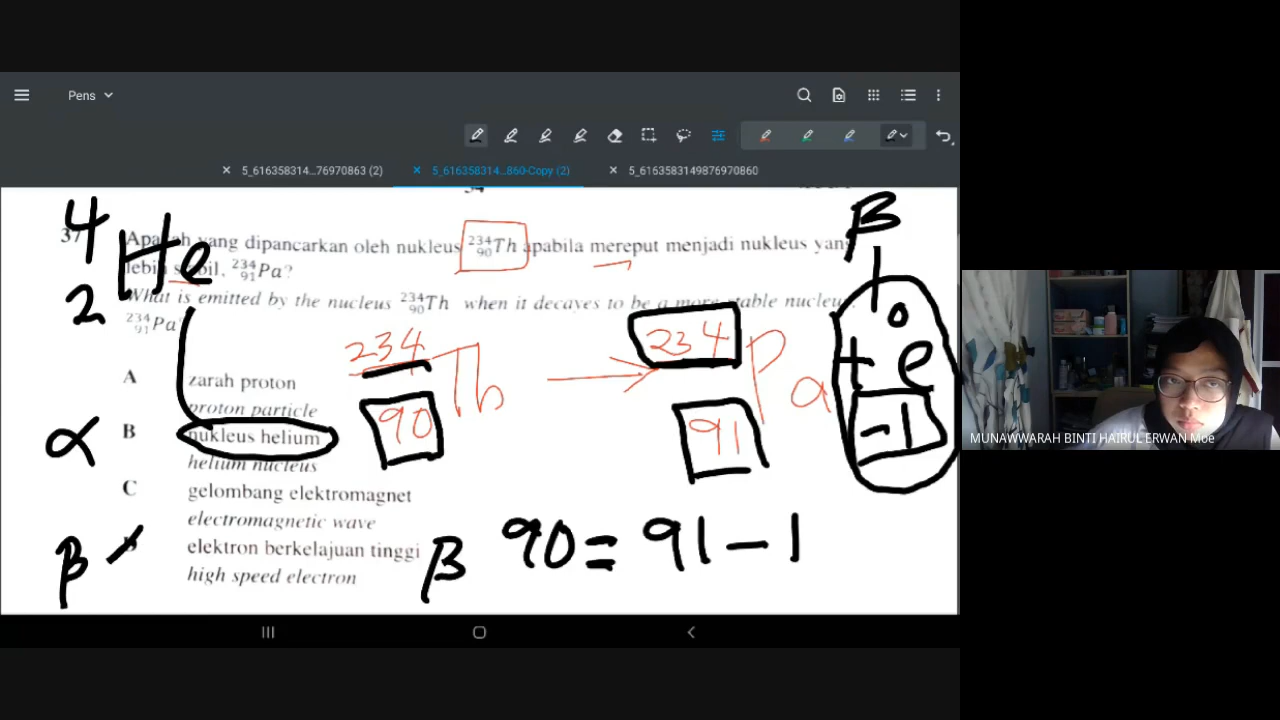 Pens
5_616358314...76970863 (2)
5_616358314...860-Copy (2)
5_6163583149876970860
37 Apakah yang dipancarkan oleh nukleus ²³⁴₉₀Th apabila mereput menjadi nukleus yang
lebih stabil, ²³⁴₉₁Pa?
What is emitted by the nucleus ²³⁴₉₀Th when it decays to be a more stable nucleus
²³⁴₉₁Pa
A zarah proton
proton particle
B nukleus helium
helium nucleus
C gelombang elektromagnet
electromagnetic wave
elektron berkelajuan tinggi
high speed electron
4
He
2
α
β
234
90 Th
234
91 Pa
+
β
0
e
-1
β 90 = 91 - 1
MUNAWWARAH BINTI HAIRUL ERWAN Moe